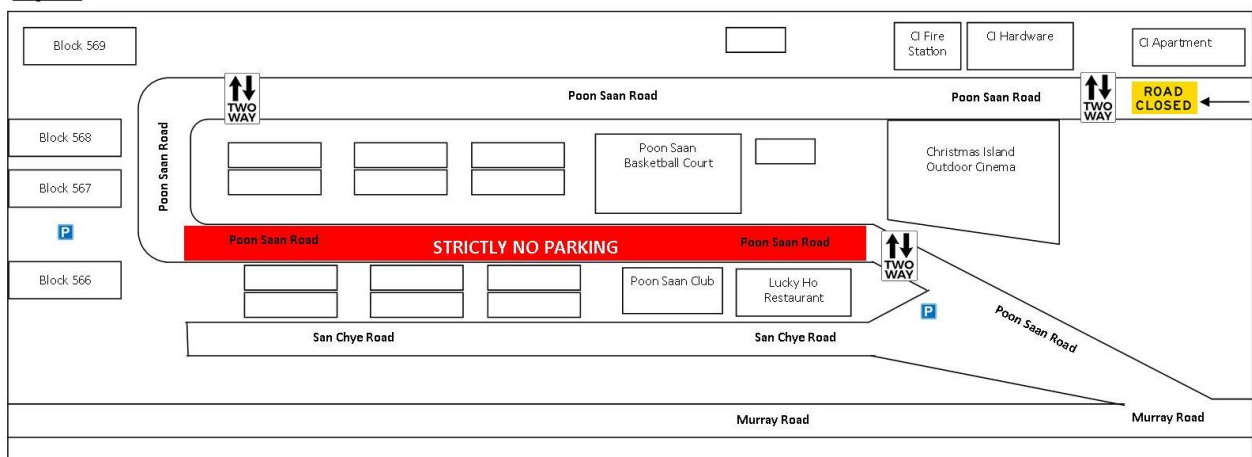 Block 569
CI Fire
Station
CI Hardware
CI Apartment
TWO
WAY
Poon Saan Road
Poon Saan Road
TWO
WAY
ROAD
CLOSED
Block 568
Poon Saan Road
Poon Saan
Basketball Court
Christmas Island
Outdoor Cinema
Block 567
P
Poon Saan Road
STRICTLY NO PARKING
Poon Saan Road
TWO
WAY
Block 566
Poon Saan Club
Lucky Ho
Restaurant
P
Poon Saan Road
San Chye Road
San Chye Road
Murray Road
Murray Road